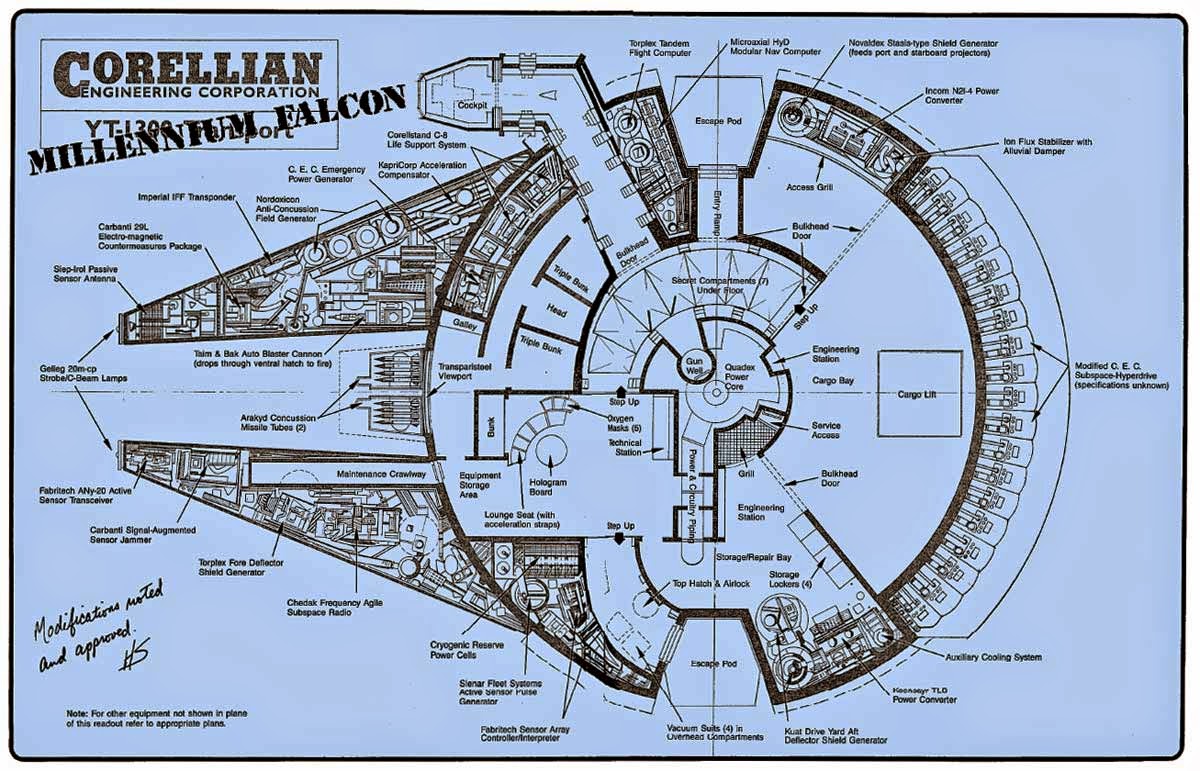 CORELLIAN
ENGINEERING CORPORATION
YT-1300 Transport
MILLENNIUM FALCON
Cockpit
Torplex Tandem
Flight Computer
Microaxial HyD
Modular Nav Computer
Novaldex Stasis-type Shield Generator
(feeds port and starboard projectors)
Incom N2I-4 Power
Converter
Ion Flux Stabilizer with
Alluvial Damper
Escape Pod
Access Grill
Corellstand C-8
Life Support System
KapriCorp Acceleration
Compensator
C. E. C. Emergency
Power Generator
Imperial IFF Transponder
Nordoxicon
Anti-Concussion
Field Generator
Carbanti 29L
Electro-magnetic
Countermeasures Package
Siep-Irol Passive
Sensor Antenna
Entry Ramp
Bulkhead
Door
Bulkhead
Door
Secret Compartments (7)
Under Floor
Step Up
Triple Bunk
Head
Triple Bunk
Galley
Taim & Bak Auto Blaster Cannon
(drops through ventral hatch to fire)
Gelieg 20m-cp
Strobe/C-Beam Lamps
Transparisteel
Viewport
Arakyd Concussion
Missile Tubes (2)
Gun
Well
Quadex
Power
Core
Engineering
Station
Cargo Bay
Cargo Lift
Modified C. E. C.
Subspace-Hyperdrive
(specifications unknown)
Step Up
Oxygen
Masks (5)
Technical
Station
Service
Access
Bunk
Grill
Bulkhead
Door
Maintenance Crawlway
Equipment
Storage
Area
Hologram
Board
Power & Circuitry Piping
Engineering
Station
Fabritech ANy-20 Active
Sensor Transceiver
Lounge Seat (with
acceleration straps)
Step Up
Carbanti Signal-Augmented
Sensor Jammer
Storage/Repair Bay
Torplex Fore Deflector
Shield Generator
Top Hatch & Airlock
Storage
Lockers (4)
Chedak Frequency Agile
Subspace Radio
Modifications noted
and approved.
HS
Cryogenic Reserve
Power Cells
Escape Pod
Auxiliary Cooling System
Sienar Fleet Systems
Active Sensor Pulse
Generator
Koensayr TLB
Power Converter
Note: For other equipment not shown in plane
of this readout refer to appropriate plans.
Fabritech Sensor Array
Controller/Interpreter
Vacuum Suits (4) in
Overhead Compartments
Kuat Drive Yard Aft
Deflector Shield Generator